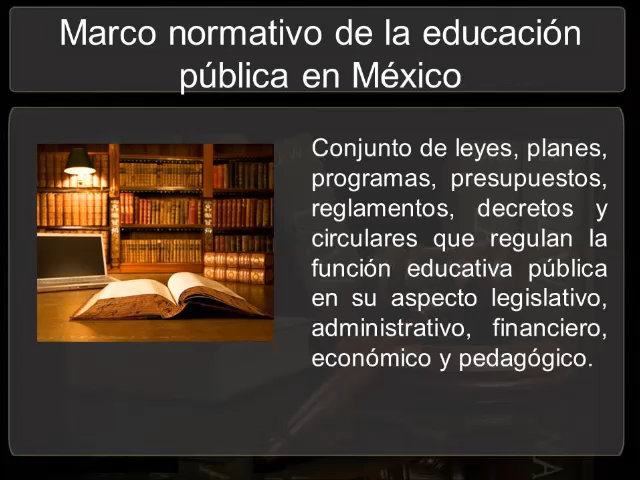 Marco normativo de la educación
pública en México
Conjunto de leyes, planes,
programas, presupuestos,
reglamentos, decretos y
circulares que regulan la
función educativa pública
en su aspecto legislativo,
administrativo, financiero,
económico y pedagógico.